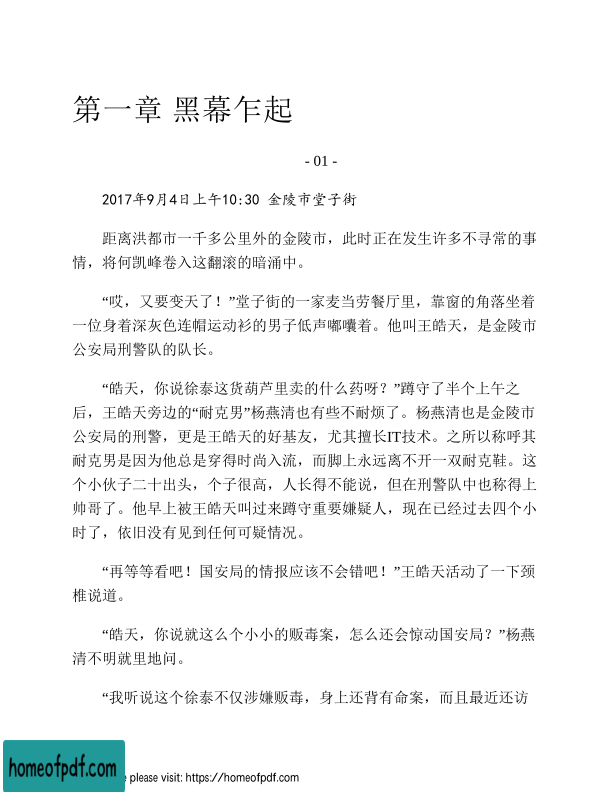 第一章 黑幕乍起
- 01 -
2017年9月4日上午10:30 金陵市堂子街
距离洪都市一千多公里外的金陵市，此时正在发生许多不寻常的事
情，将何凯峰卷入这翻滚的暗涌中。
“哎，又要变天了！”堂子街的一家麦当劳餐厅里，靠窗的角落坐着
一位身着深灰色连帽运动衫的男子低声嘟囔着。他叫王皓天，是金陵市
公安局刑警队的队长。
“皓天，你说徐泰这货葫芦里卖的什么药呀？”蹲守了半个上午之
后，王皓天旁边的“耐克男”杨燕清也有些不耐烦了。杨燕清也是金陵市
公安局的刑警，更是王皓天的好基友，尤其擅长IT技术。之所以称呼其
耐克男是因为他总是穿得时尚入流，而脚上永远离不开一双耐克鞋。这
个小伙子二十出头，个子很高，人长得不能说，但在刑警队中也称得上
帅哥了。他早上被王皓天叫过来蹲守重要嫌疑人，现在已经过去四个小
时了，依旧没有见到任何可疑情况。
“再等等看吧！国安局的情报应该不会错吧！”王皓天活动了一下颈
椎说道。
“皓天，你说就这么个小小的贩毒案，怎么还会惊动国安局？”杨燕
清不明就里地问。
“我听说这个徐泰不仅涉嫌贩毒，身上还背有命案，而且最近还访
homeofpdf.com
e please visit: https://homeofpdf.com